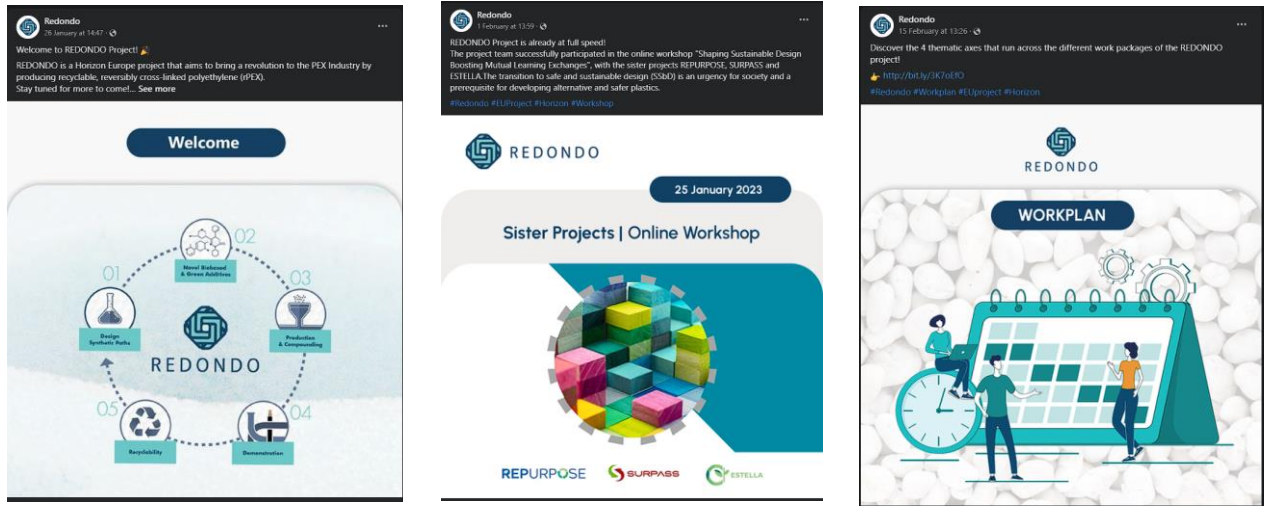 Redondo
26 January at 14:47
Welcome to REDONDO Project! 🎉
REDONDO is a Horizon Europe project that aims to bring a revolution to the PEX Industry by
producing recyclable, reversibly cross-linked polyethylene (rPEX).
Stay tuned for more to come!... See more
Welcome
01
02
03
04
05
Novel Biobased
& Green Additives
Design
Synthetic Paths
Production
& Compounding
REDONDO
Recyclability
Demonstration
Redondo
1 February at 13:59
REDONDO Project is already at full speed!
The project team successfully participated in the online workshop "Shaping Sustainable Design
Boosting Mutual Learning Exchanges", with the sister projects REPURPOSE, SURPASS and
ESTELLA.The transition to safe and sustainable design (SSbD) is an urgency for society and a
prerequisite for developing alternative and safer plastics.
#Redondo #EUProject #Horizon #Workshop
REDONDO
25 January 2023
Sister Projects | Online Workshop
REPURPOSE
SURPASS
ESTELLA
Redondo
15 February at 13:26
Discover the 4 thematic axes that run across the different work packages of the REDONDO
project!
👉 http://bit.ly/3K7oEfO
#Redondo #Workplan #EUproject #Horizon
REDONDO
WORKPLAN